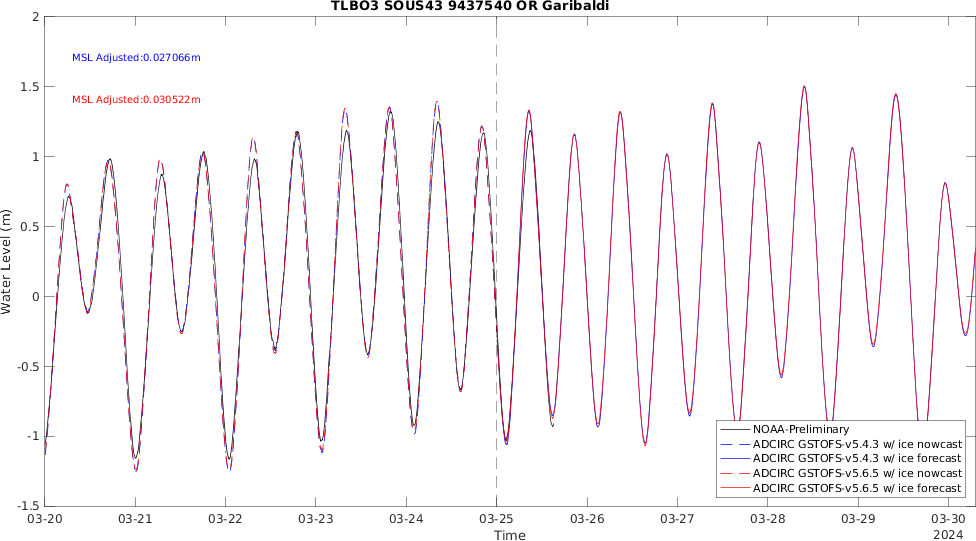 TLBO3 SOUS43 9437540 OR Garibaldi
2
MSL Adjusted:0.027066m
1.5
MSL Adjusted:0.030522m
1
0.5
Water Level (m)
0
-0.5
-1
NOAA-Preliminary
ADCIRC GSTOFS-v5.4.3 w/ ice nowcast
ADCIRC GSTOFS-v5.4.3 w/ ice forecast
ADCIRC GSTOFS-v5.6.5 w/ ice nowcast
ADCIRC GSTOFS-v5.6.5 w/ ice forecast
-1.5
03-20 03-21 03-22 03-23 03-24 03-25 03-26 03-27 03-28 03-29 03-30
Time 2024